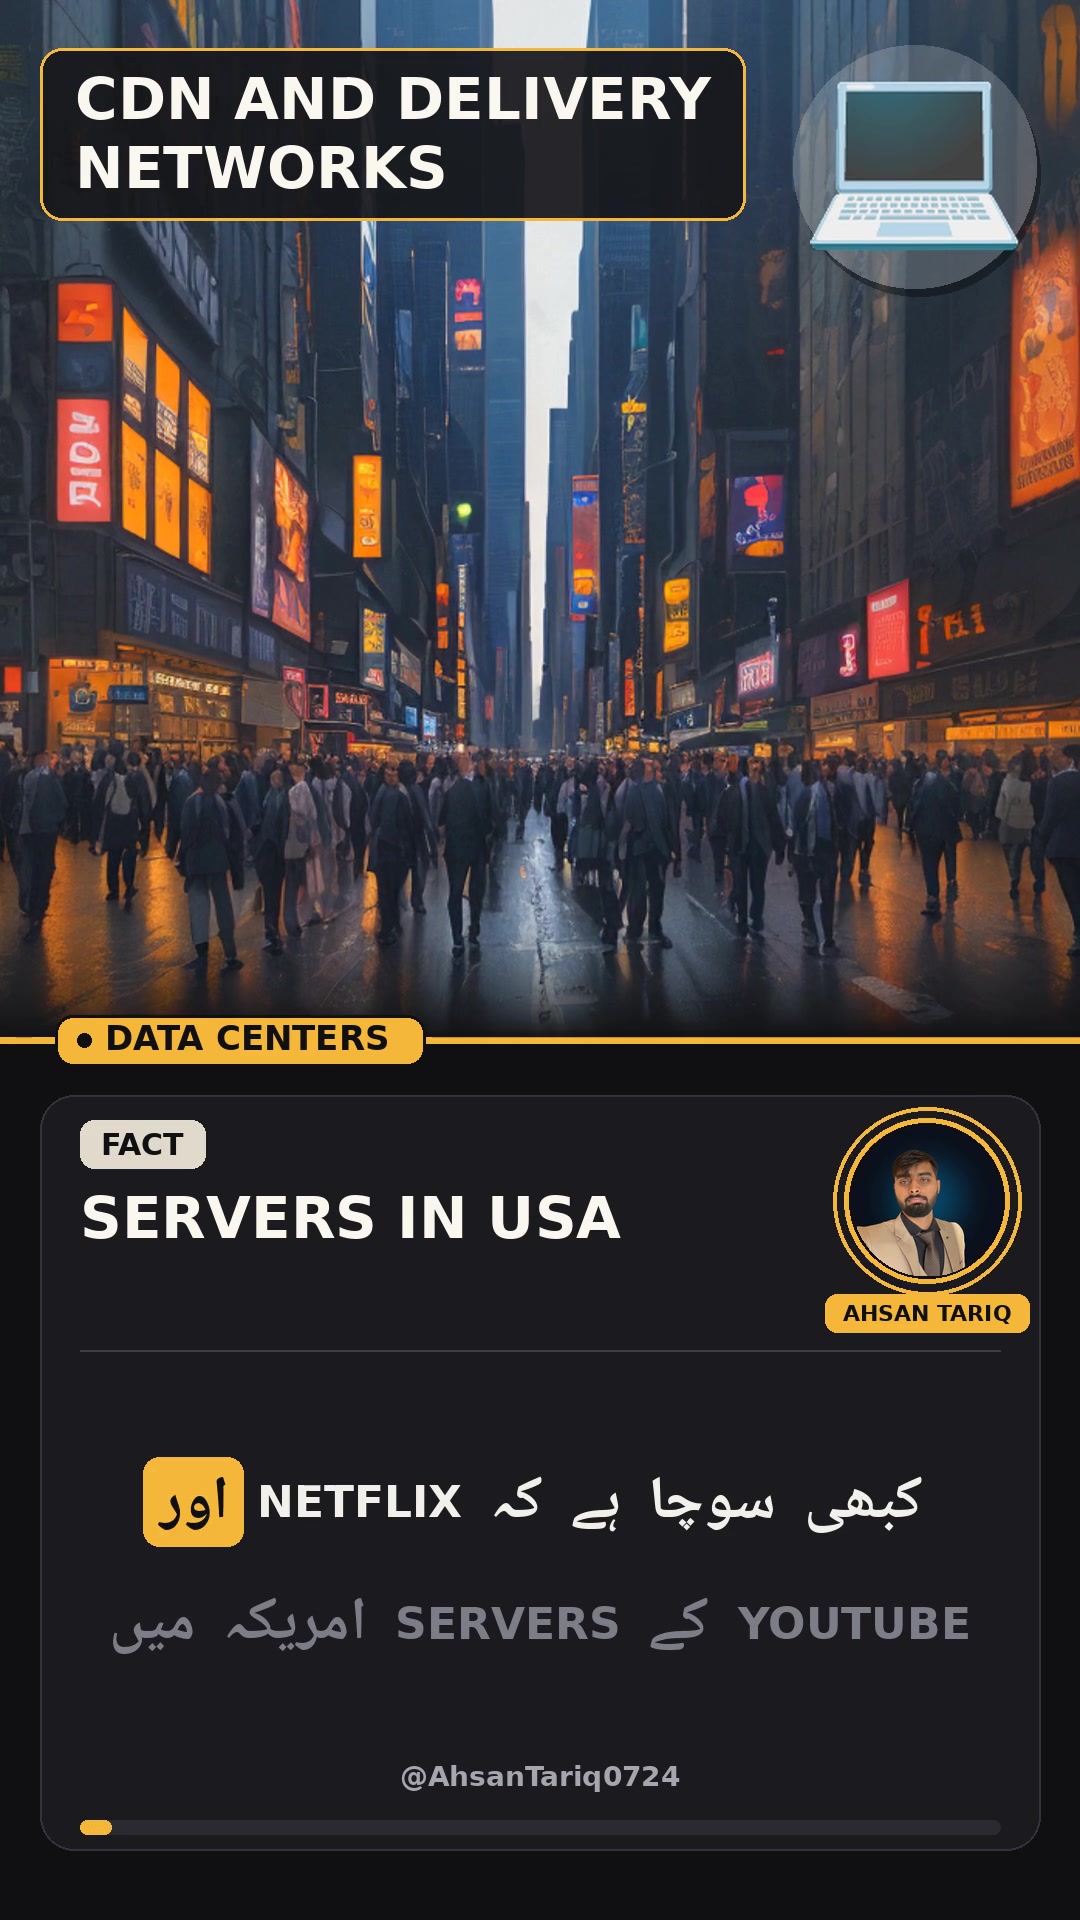 CDN AND DELIVERY
NETWORKS
DATA CENTERS
FACT
SERVERS IN USA
AHSAN TARIQ
کبھی سوچا ہے کہ NETFLIX اور
YOUTUBE کے SERVERS امریکہ میں
@AhsanTariq0724